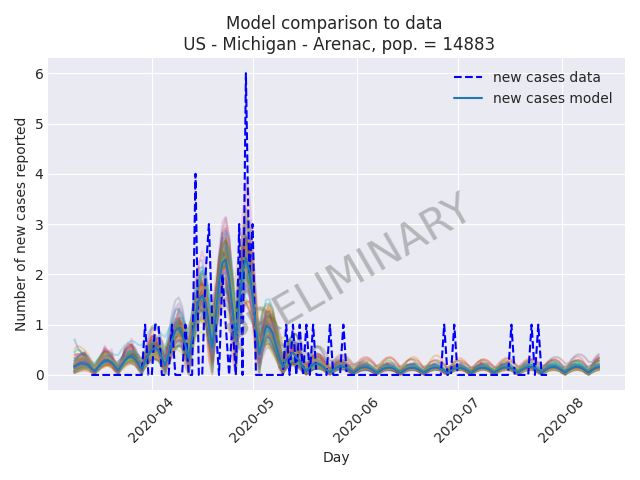 Model comparison to data
US - Michigan - Arenac, pop. = 14883
Number of new cases reported
6
5
4
3
2
1
0
new cases data
new cases model
PRELIMINARY
2020-04
2020-05
2020-06
2020-07
2020-08
Day